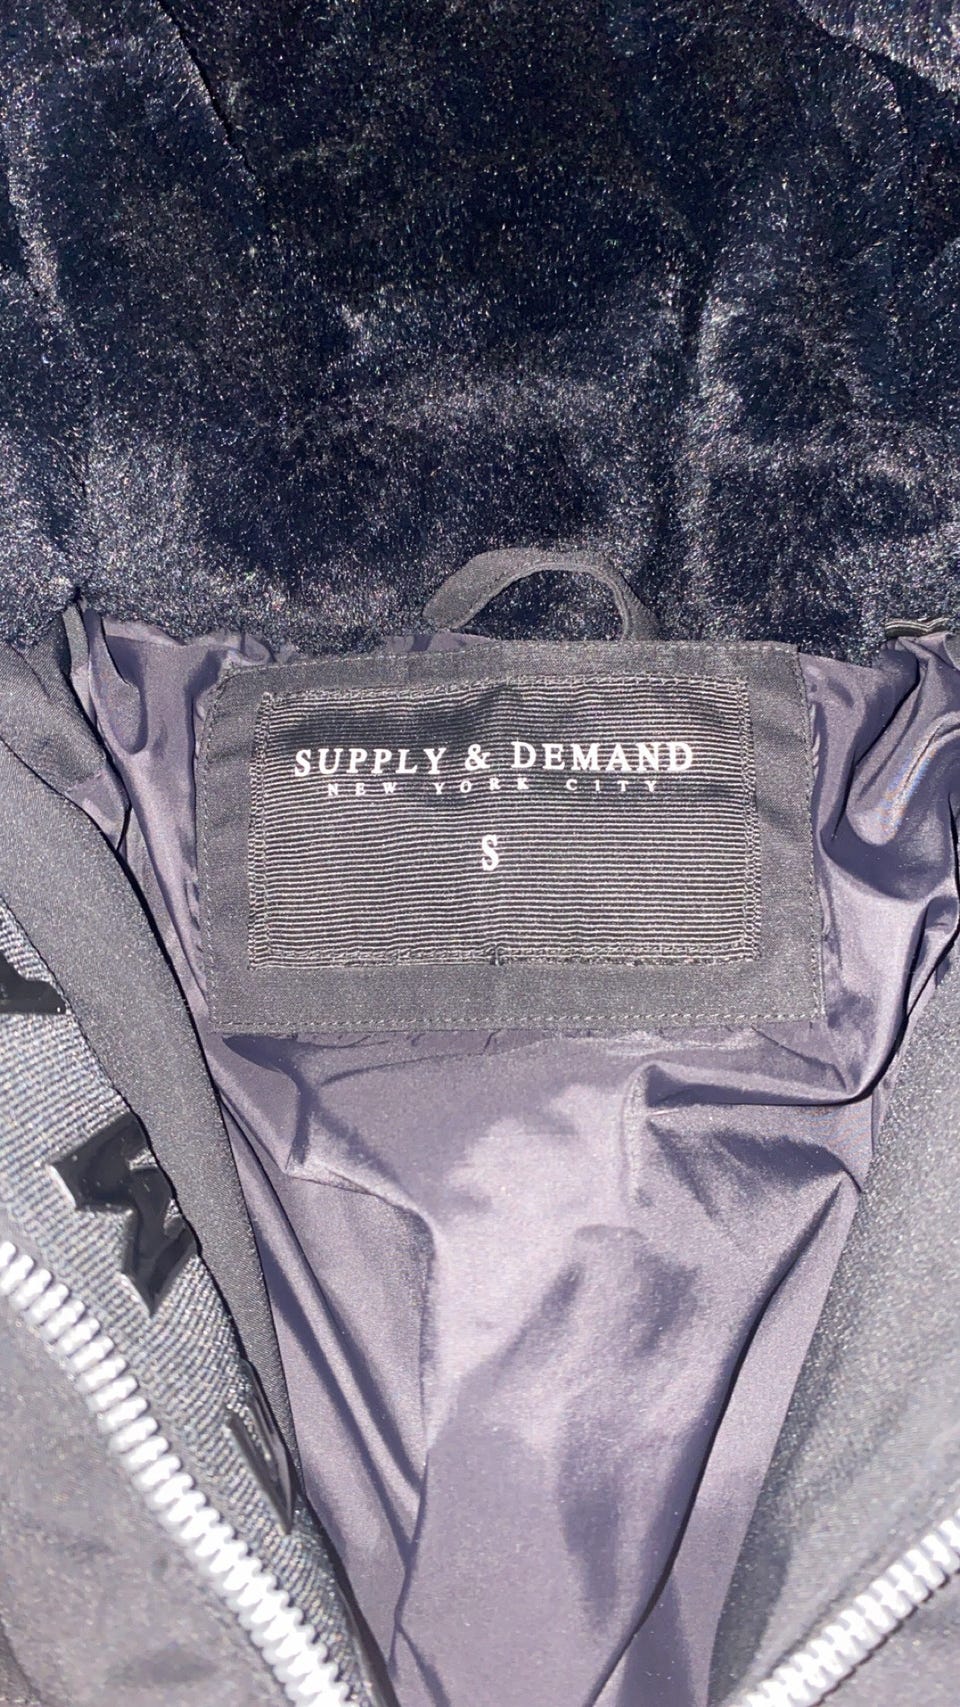 SUPPLY & DEMAND
NEW YORK CITY
S